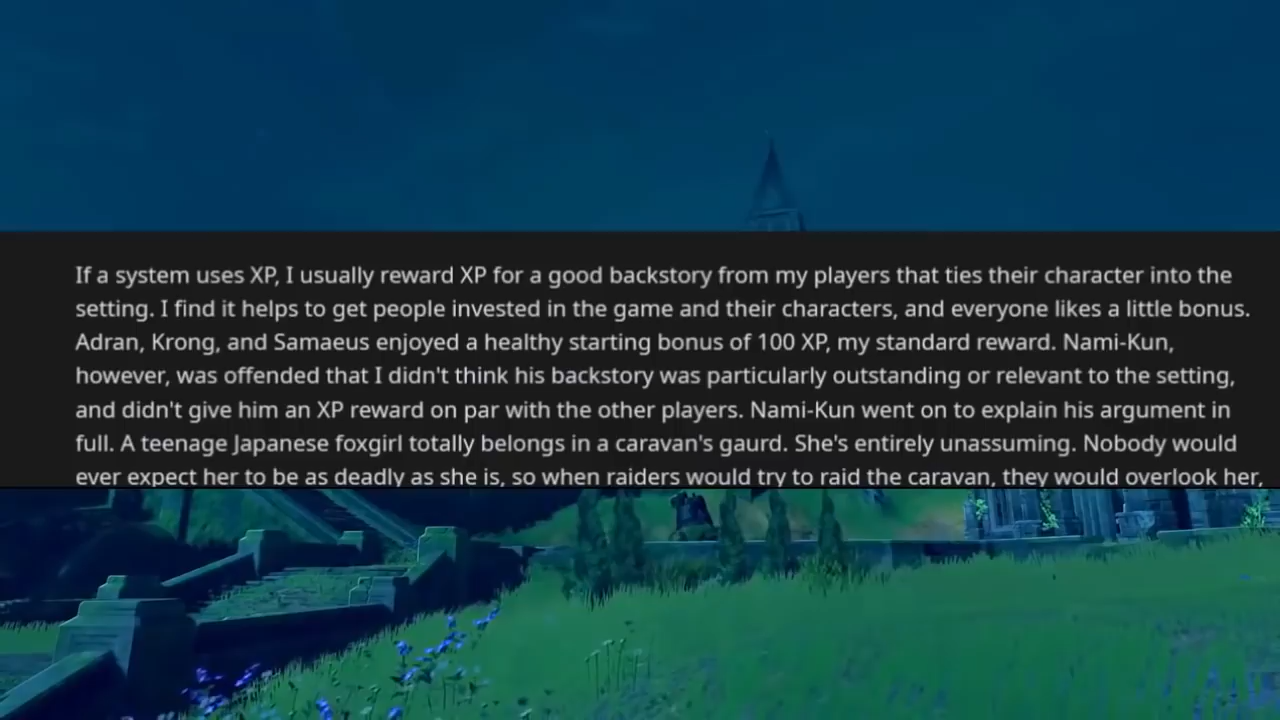 If a system uses XP, I usually reward XP for a good backstory from my players that ties their character into the
setting. I find it helps to get people invested in the game and their characters, and everyone likes a little bonus.
Adran, Krong, and Samaeus enjoyed a healthy starting bonus of 100 XP, my standard reward. Nami-Kun,
however, was offended that I didn't think his backstory was particularly outstanding or relevant to the setting,
and didn't give him an XP reward on par with the other players. Nami-Kun went on to explain his argument in
full. A teenage Japanese foxgirl totally belongs in a caravan's gaurd. She's entirely unassuming. Nobody would
ever expect her to be as deadly as she is, so when raiders would try to raid the caravan, they would overlook her,